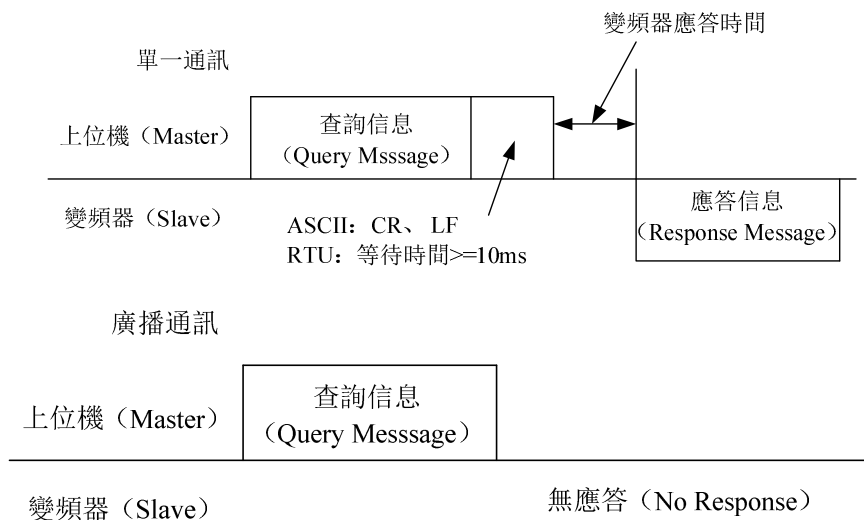 變頻器應答時間
單一通訊
上位機（Master）
查詢信息
（Query Msssage）
變頻器（Slave）
ASCII：CR、LF
RTU：等待時間>=10ms
應答信息
（Response Message）
廣播通訊
上位機（Master）
查詢信息
（Query Messsage）
變頻器（Slave）
無應答（No Response）